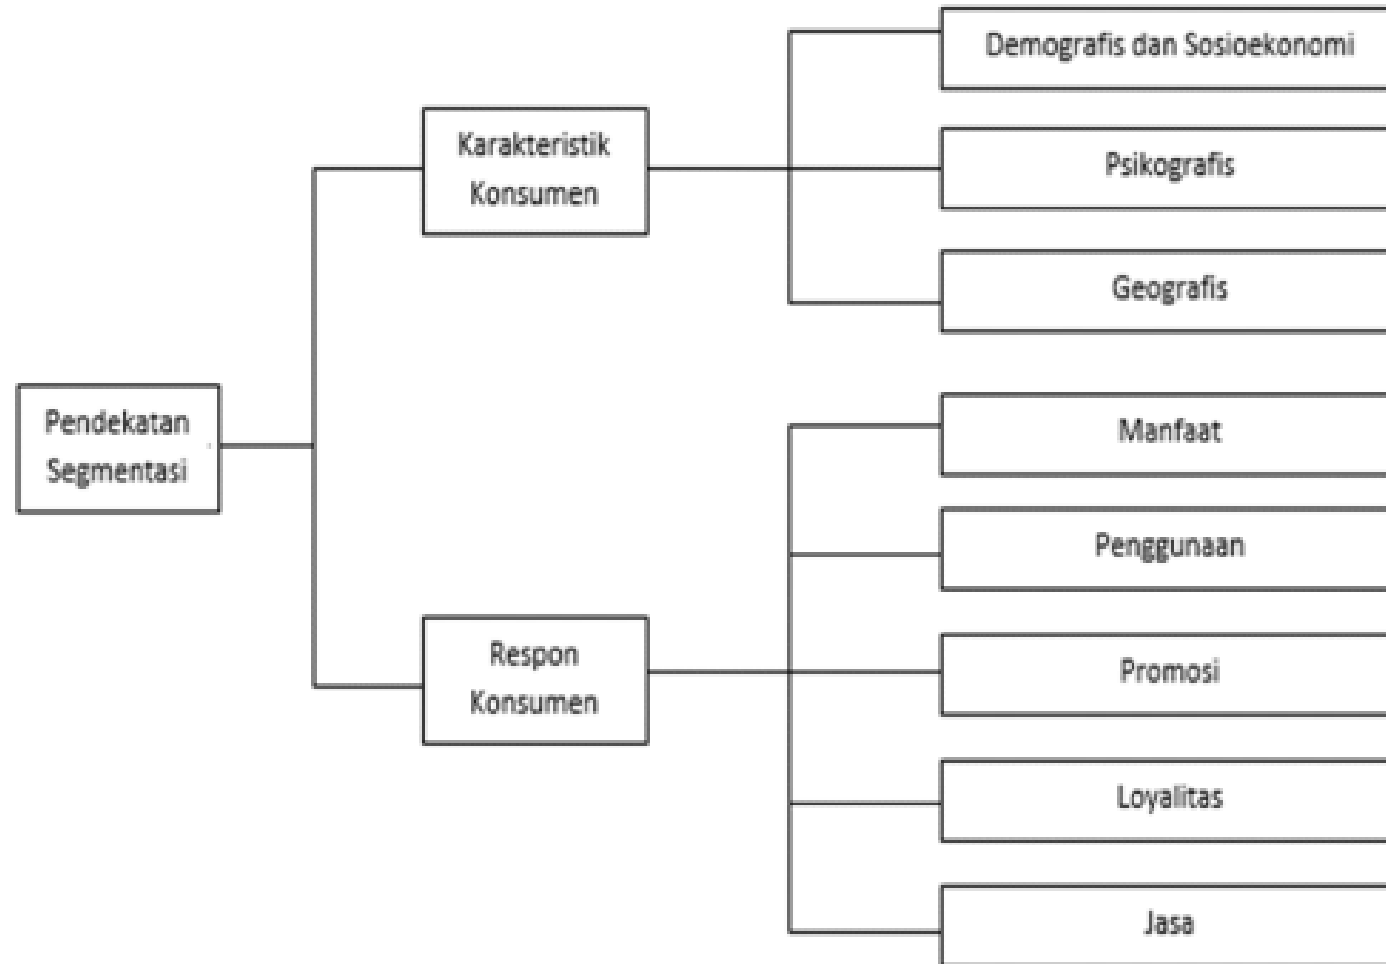 Demografis dan Sosioekonomi
Karakteristik
Konsumen
Psikografis
Geografis
Pendekatan
Segmentasi
Manfaat
Penggunaan
Respon
Konsumen
Promosi
Loyalitas
Jasa